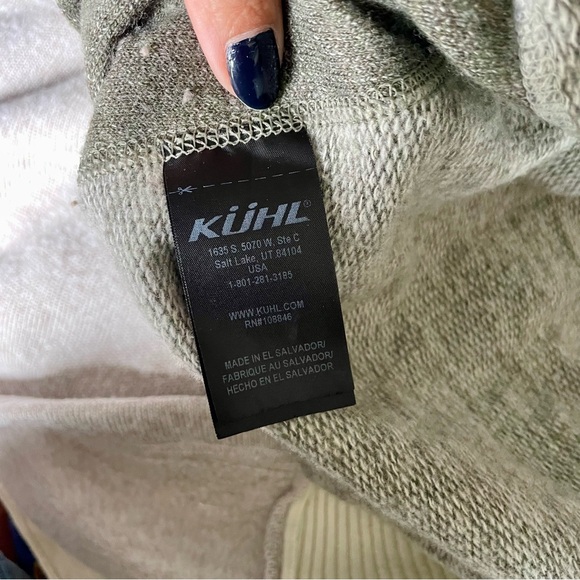 KÜHL®
1635 S. 5070 W, Ste C
Salt Lake, UT 84104
USA
1-801-281-3185
WWW.KUHL.COM
RN#108846
MADE IN EL SALVADOR/
FABRIQUE AU SALVADOR/
HECHO EN EL SALVADOR